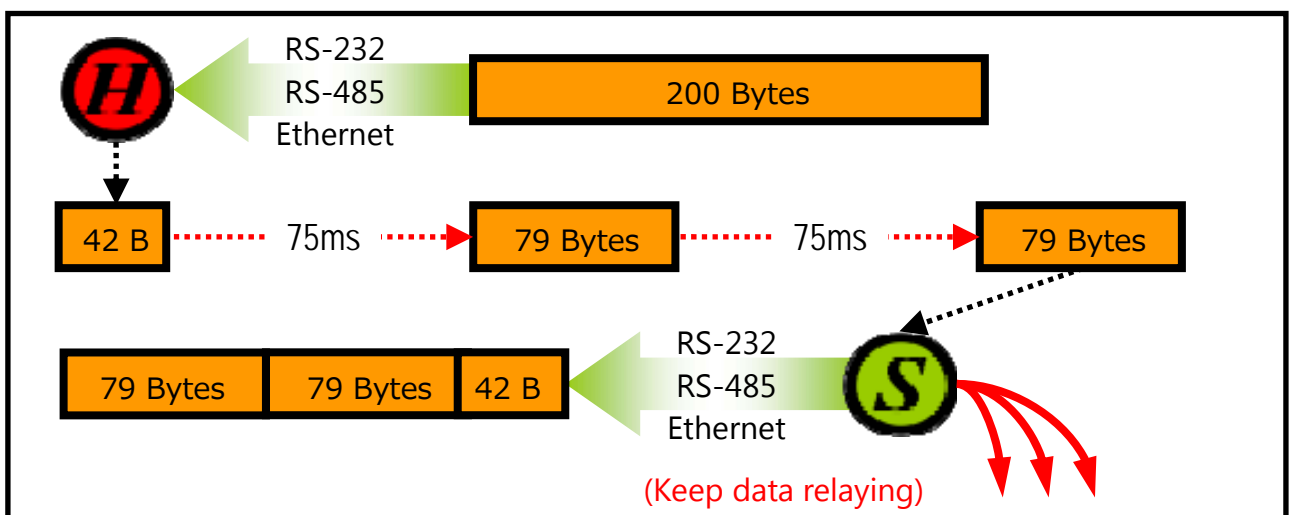 H
RS-232
RS-485
Ethernet
200 Bytes
42 B
75ms
79 Bytes
75ms
79 Bytes
79 Bytes
79 Bytes
42 B
RS-232
RS-485
Ethernet
S
(Keep data relaying)